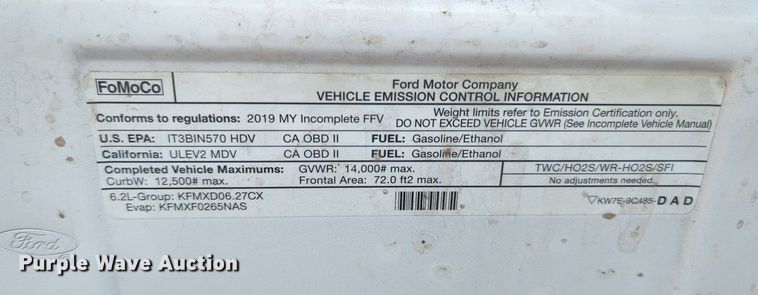 FoMoCo
Ford Motor Company
VEHICLE EMISSION CONTROL INFORMATION
Conforms to regulations: 2019 MY Incomplete FFV
Weight limits refer to Emission Certification only.
DO NOT EXCEED VEHICLE GVWR (See Incomplete Vehicle Manual)
U.S. EPA: IT3BIN570 HDV CA OBD II FUEL: Gasoline/Ethanol
California: ULEV2 MDV CA OBD II FUEL: Gasoline/Ethanol
Completed Vehicle Maximums: GVWR: 14,000# max.
CurbW: 12,500# max. Frontal Area: 72.0 ft2 max.
TWC/HO2S/WR-HO2S/SFI
No adjustments needed.
6.2L-Group: KFMXD06.27CX
Evap: KFMXF0265NAS
KW7E-9C485-DAD
Ford
Purple Wave Auction